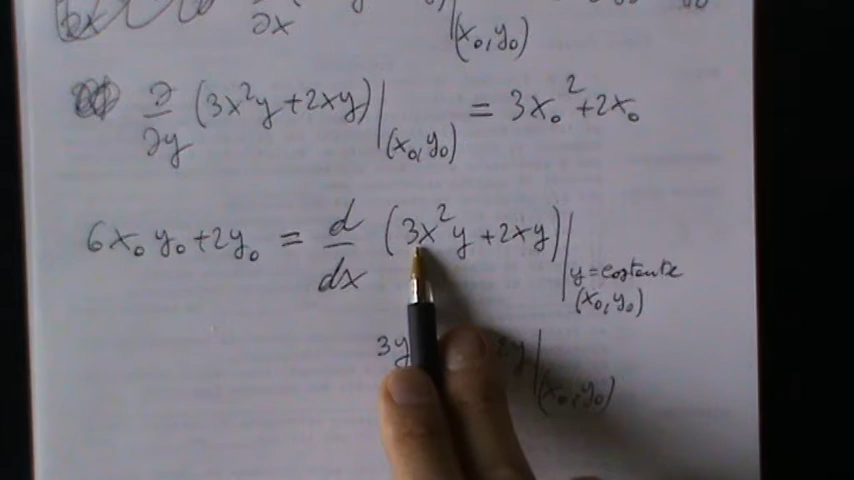 ∂x (x₀,y₀)
∂/∂y (3x²y+2xy)|(x₀,y₀) = 3x₀²+2x₀
6x₀y₀+2y₀ = d/dx (3x²y+2xy)|y=costante (x₀,y₀)
3y 2y|(x₀,y₀)